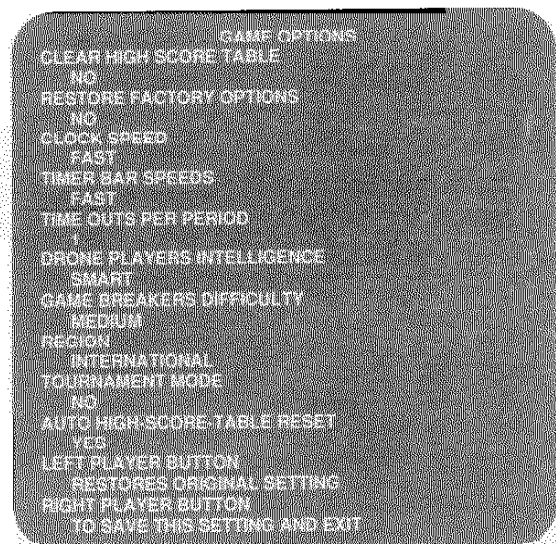 GAME OPTIONS
CLEAR HIGH SCORE TABLE
NO
RESTORE FACTORY OPTIONS
NO
CLOCK SPEED
FAST
TIMER BAR SPEEDS
FAST
TIME OUTS PER PERIOD
1
DRONE PLAYERS INTELLIGENCE
SMART
GAME BREAKERS DIFFICULTY
MEDIUM
REGION
INTERNATIONAL
TOURNAMENT MODE
NO
AUTO HIGH-SCORE-TABLE RESET
YES
LEFT PLAYER BUTTON
RESTORES ORIGINAL SETTING
RIGHT PLAYER BUTTON
TO SAVE THIS SETTING AND EXIT